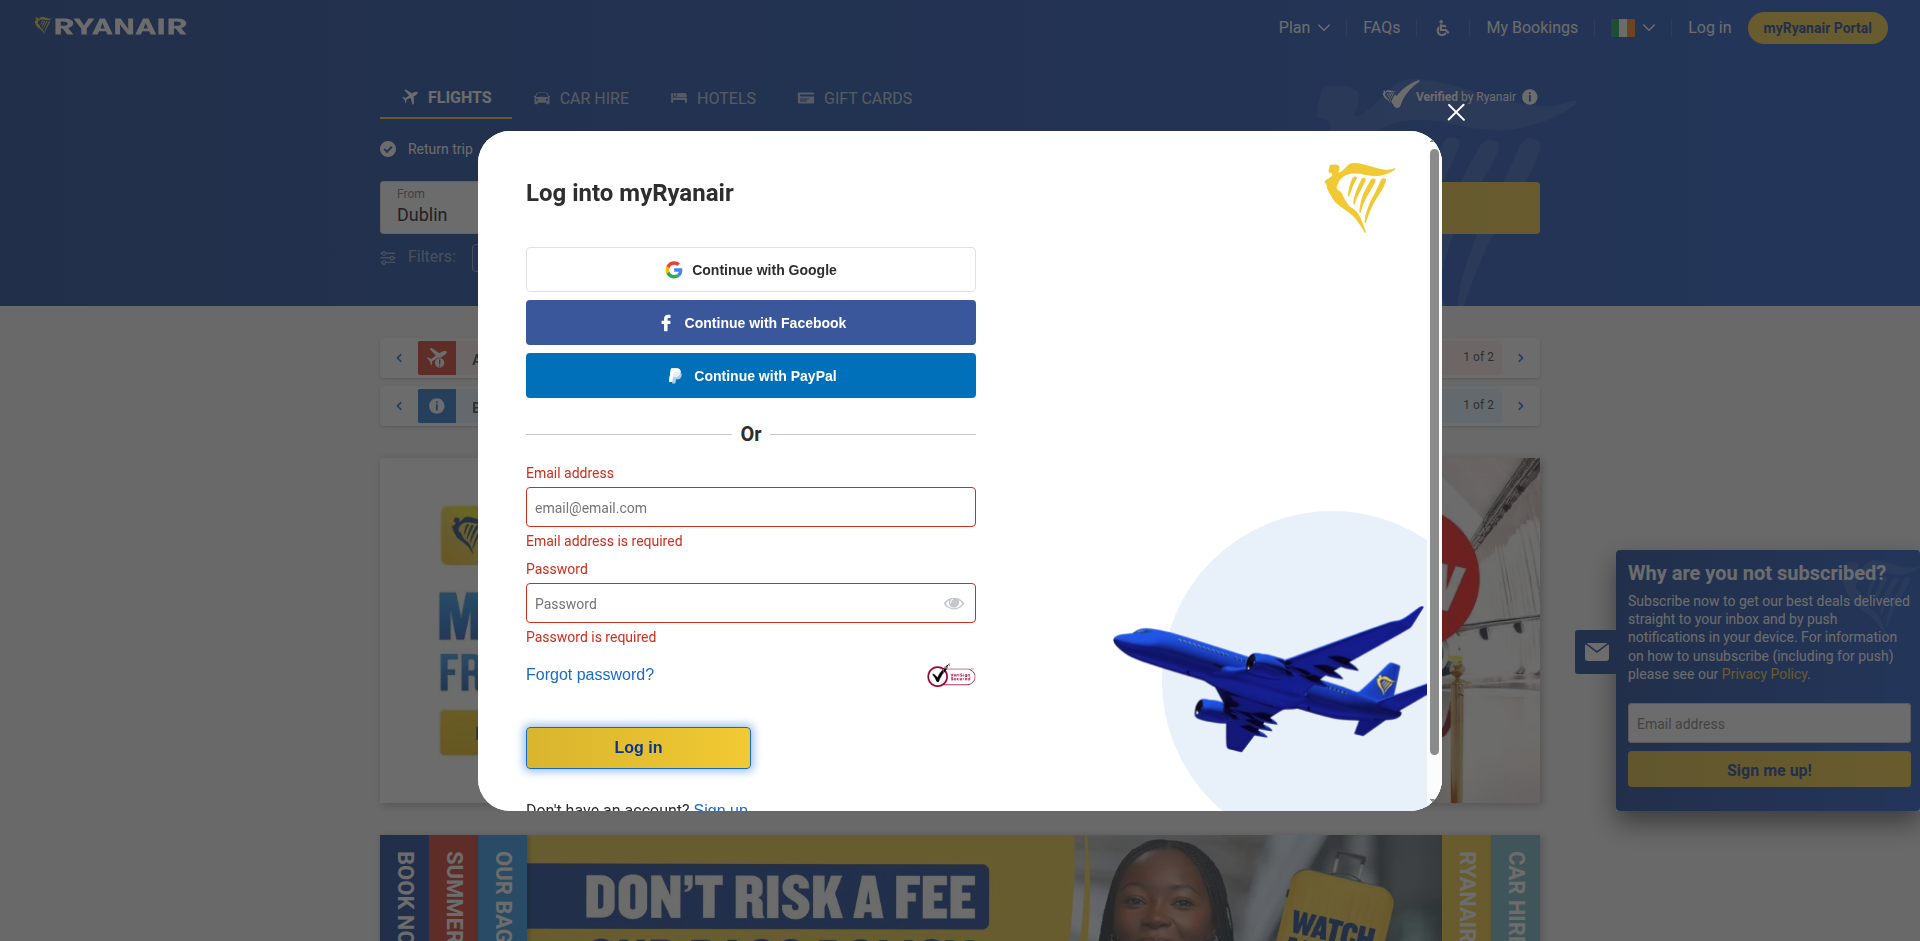 RYANAIR
Plan
FAQs
My Bookings
Log in
myRyanair Portal
FLIGHTS
CAR HIRE
HOTELS
GIFT CARDS
Verified by Ryanair
Return trip
From
Dublin
Filters:
Log into myRyanair
Continue with Google
Continue with Facebook
Continue with PayPal
1 of 2
1 of 2
Or
Email address
email@email.com
Email address is required
Password
Password
Password is required
Forgot password?
Log in
Don't have an account? Sign up
Why are you not subscribed?
Subscribe now to get our best deals delivered
straight to your inbox and by push
notifications in your device. For information
on how to unsubscribe (including for push)
please see our Privacy Policy.
Email address
Sign me up!
BOOK NO
SUMMER
OUR BAG
DON'T RISK A FEE
WATCH
RYANAIR
CAR HIR